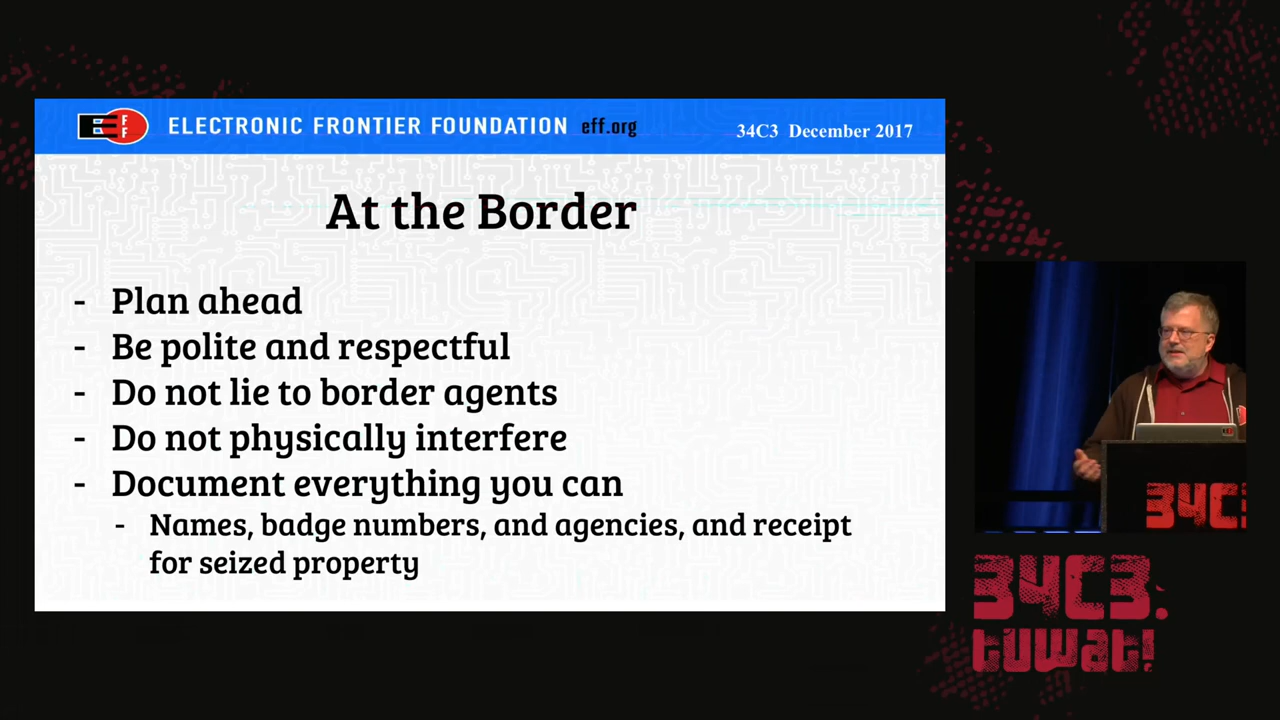 EFF
ELECTRONIC FRONTIER FOUNDATION eff.org
34C3 December 2017
At the Border
- Plan ahead
- Be polite and respectful
- Do not lie to border agents
- Do not physically interfere
- Document everything you can
- Names, badge numbers, and agencies, and receipt
for seized property
34C3
34C3.
tuwat!